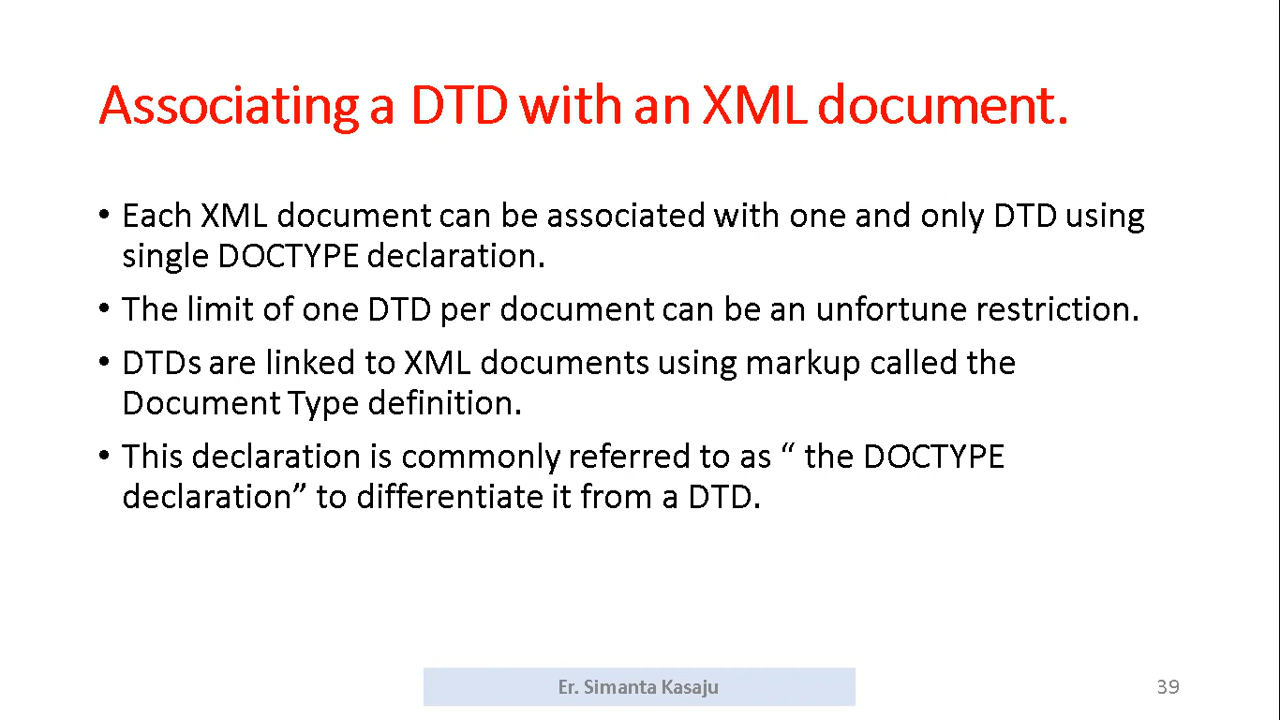 Associating a DTD with an XML document.
• Each XML document can be associated with one and only DTD using
single DOCTYPE declaration.
• The limit of one DTD per document can be an unfortune restriction.
• DTDs are linked to XML documents using markup called the
Document Type definition.
• This declaration is commonly referred to as “ the DOCTYPE
declaration” to differentiate it from a DTD.
Er. Simanta Kasaju
39